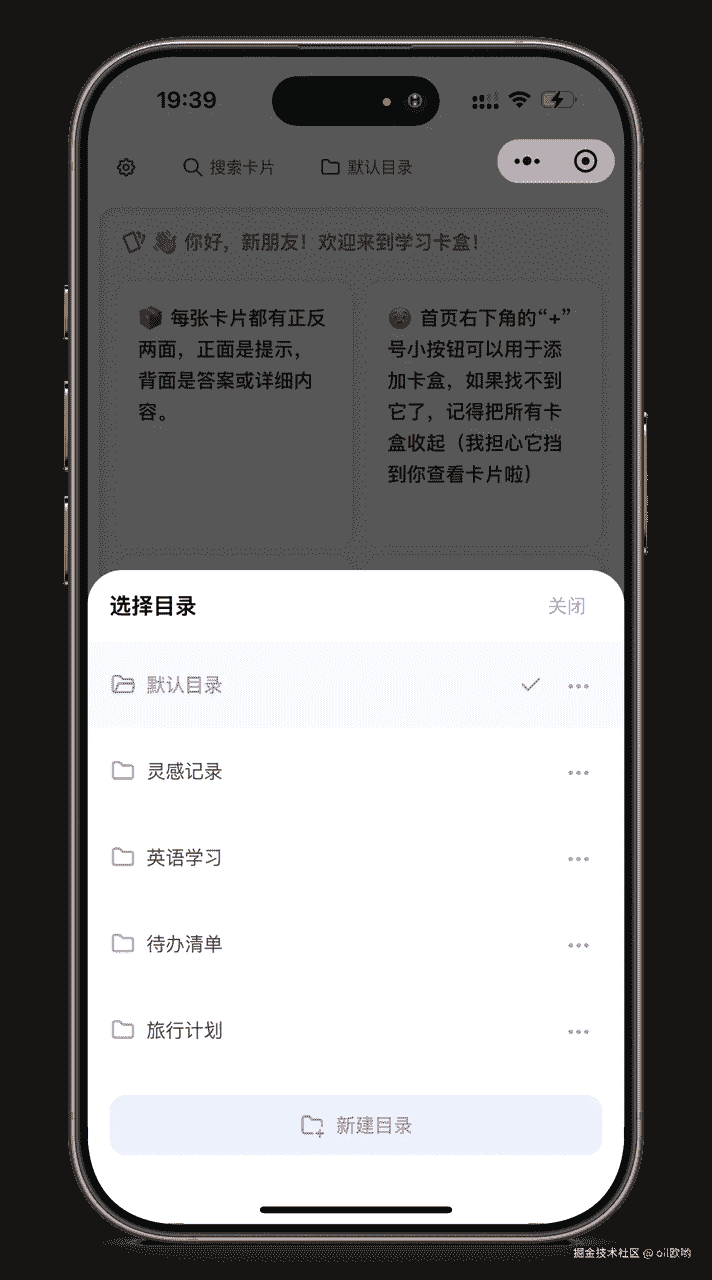 19:39
搜索卡片
默认目录
你好，新朋友！欢迎来到学习卡盒！
每张卡片都有正反
两面，正面是提示，
背面是答案或详细内
容。
首页右下角的“+”
号小按钮可以用于添
加卡盒，如果找不到
它了，记得把所有卡
盒收起（我担心它挡
到你查看卡片啦）
选择目录
关闭
默认目录
灵感记录
英语学习
待办清单
旅行计划
新建目录
掘金技术社区 @ oil欧哟